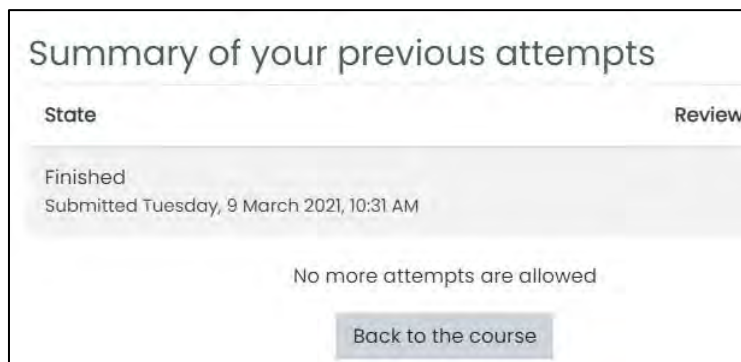 Summary of your previous attempts
State Review
Finished
Submitted Tuesday, 9 March 2021, 10:31 AM
No more attempts are allowed
Back to the course